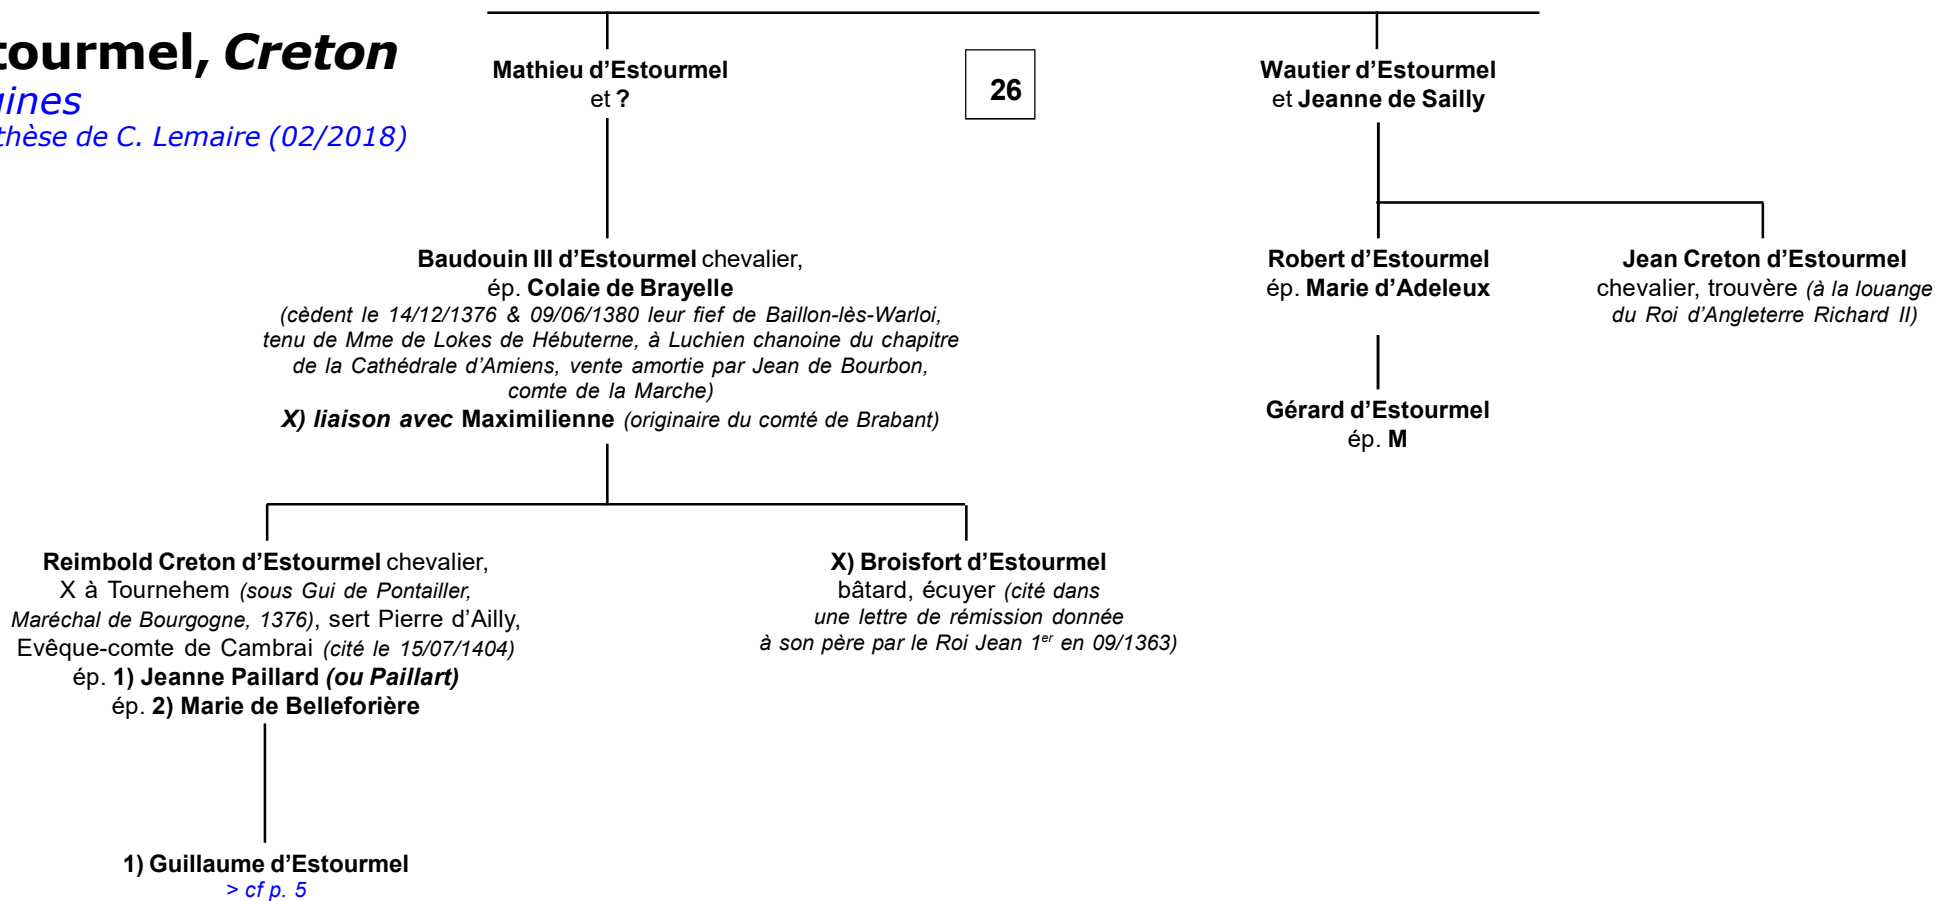 tourmel, Creton
gines
thèse de C. Lemaire (02/2018)
Mathieu d’Estourmel
et ?
26
Wautier d’Estourmel
et Jeanne de Sailly
Baudouin III d’Estourmel chevalier,
ép. Colaie de Brayelle
(cèdent le 14/12/1376 & 09/06/1380 leur fief de Baillon-lès-Warloi,
tenu de Mme de Lokes de Hébuterne, à Luchien chanoine du chapitre
de la Cathédrale d’Amiens, vente amortie par Jean de Bourbon,
comte de la Marche)
X) liaison avec Maximilienne (originaire du comté de Brabant)
Robert d’Estourmel
ép. Marie d’Adeleux
Jean Creton d’Estourmel
chevalier, trouvère (à la louange
du Roi d’Angleterre Richard II)
Gérard d’Estourmel
ép. M
Reimbold Creton d’Estourmel chevalier,
X à Tournehem (sous Gui de Pontailler,
Maréchal de Bourgogne, 1376), sert Pierre d’Ailly,
Evêque-comte de Cambrai (cité le 15/07/1404)
ép. 1) Jeanne Paillard (ou Paillart)
ép. 2) Marie de Belleforière
X) Broisfort d’Estourmel
bâtard, écuyer (cité dans
une lettre de rémission donnée
à son père par le Roi Jean 1er en 09/1363)
1) Guillaume d’Estourmel
> cf p. 5